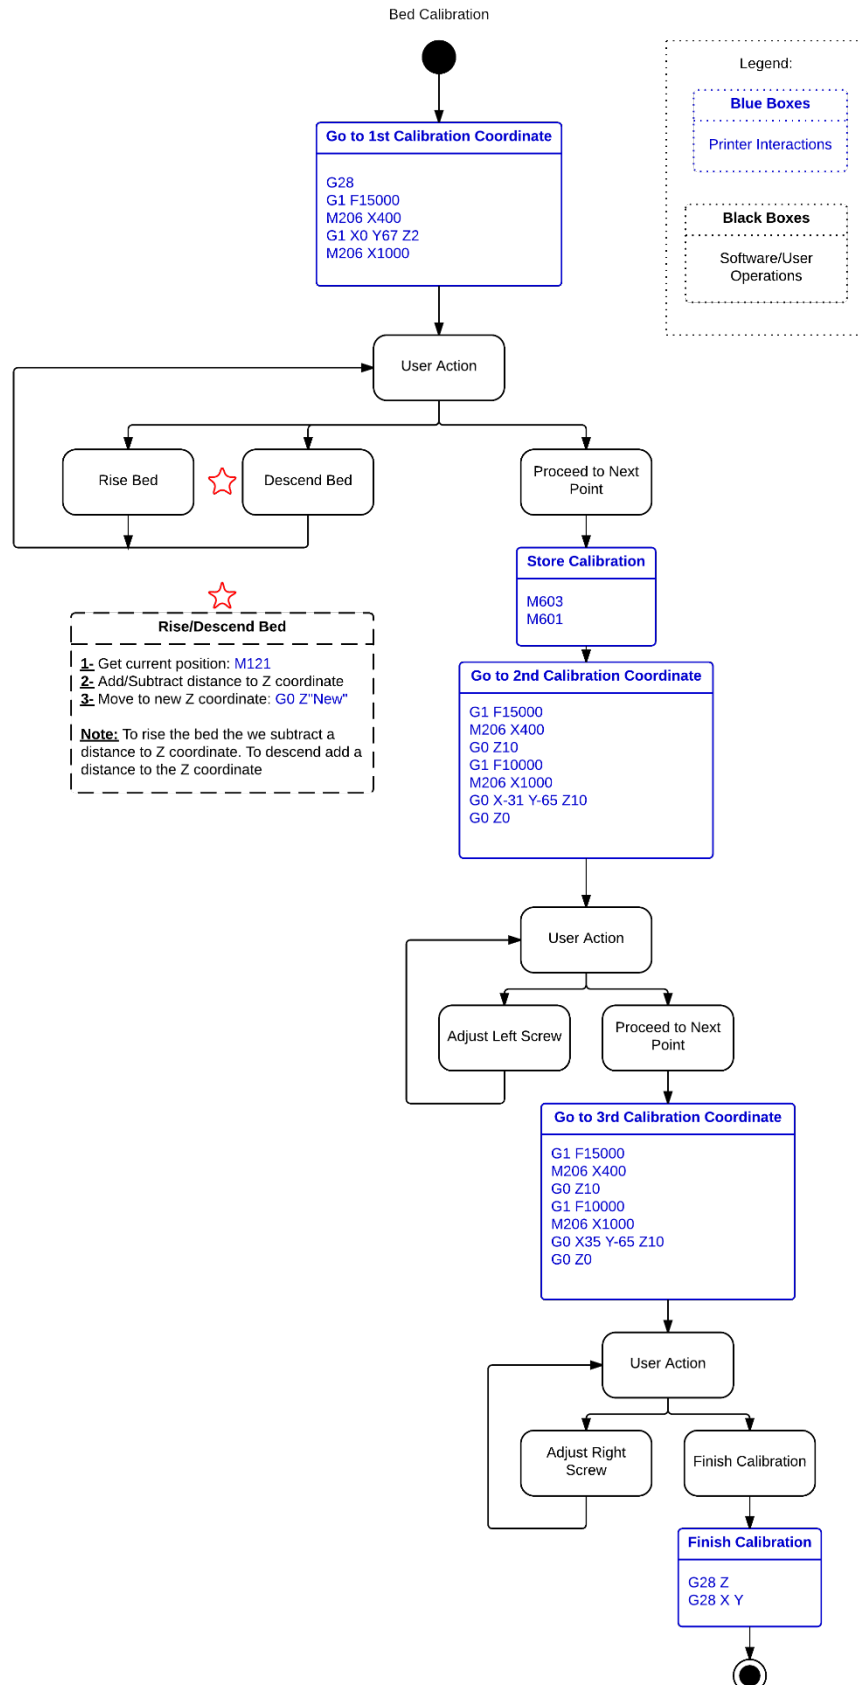 Bed Calibration
Legend:
Blue Boxes
Printer Interactions
Black Boxes
Software/User
Operations
Go to 1st Calibration Coordinate
G28
G1 F15000
M206 X400
G1 X0 Y67 Z2
M206 X1000
User Action
Rise Bed
Descend Bed
Proceed to Next
Point
Store Calibration
M603
M601
Rise/Descend Bed
1- Get current position: M121
2- Add/Subtract distance to Z coordinate
3- Move to new Z coordinate: G0 Z"New"
Note: To rise the bed the we subtract a
distance to Z coordinate. To descend add a
distance to the Z coordinate
Go to 2nd Calibration Coordinate
G1 F15000
M206 X400
G0 Z10
G1 F10000
M206 X1000
G0 X-31 Y-65 Z10
G0 Z0
User Action
Adjust Left Screw
Proceed to Next
Point
Go to 3rd Calibration Coordinate
G1 F15000
M206 X400
G0 Z10
G1 F10000
M206 X1000
G0 X35 Y-65 Z10
G0 Z0
User Action
Adjust Right
Screw
Finish Calibration
Finish Calibration
G28 Z
G28 X Y